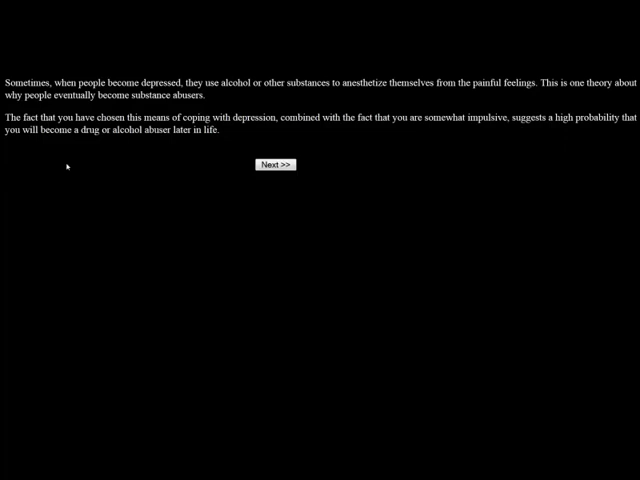 Sometimes, when people become depressed, they use alcohol or other substances to anesthetize themselves from the painful feelings. This is one theory about
why people eventually become substance abusers.
The fact that you have chosen this means of coping with depression, combined with the fact that you are somewhat impulsive, suggests a high probability that
you will become a drug or alcohol abuser later in life.
Next >>